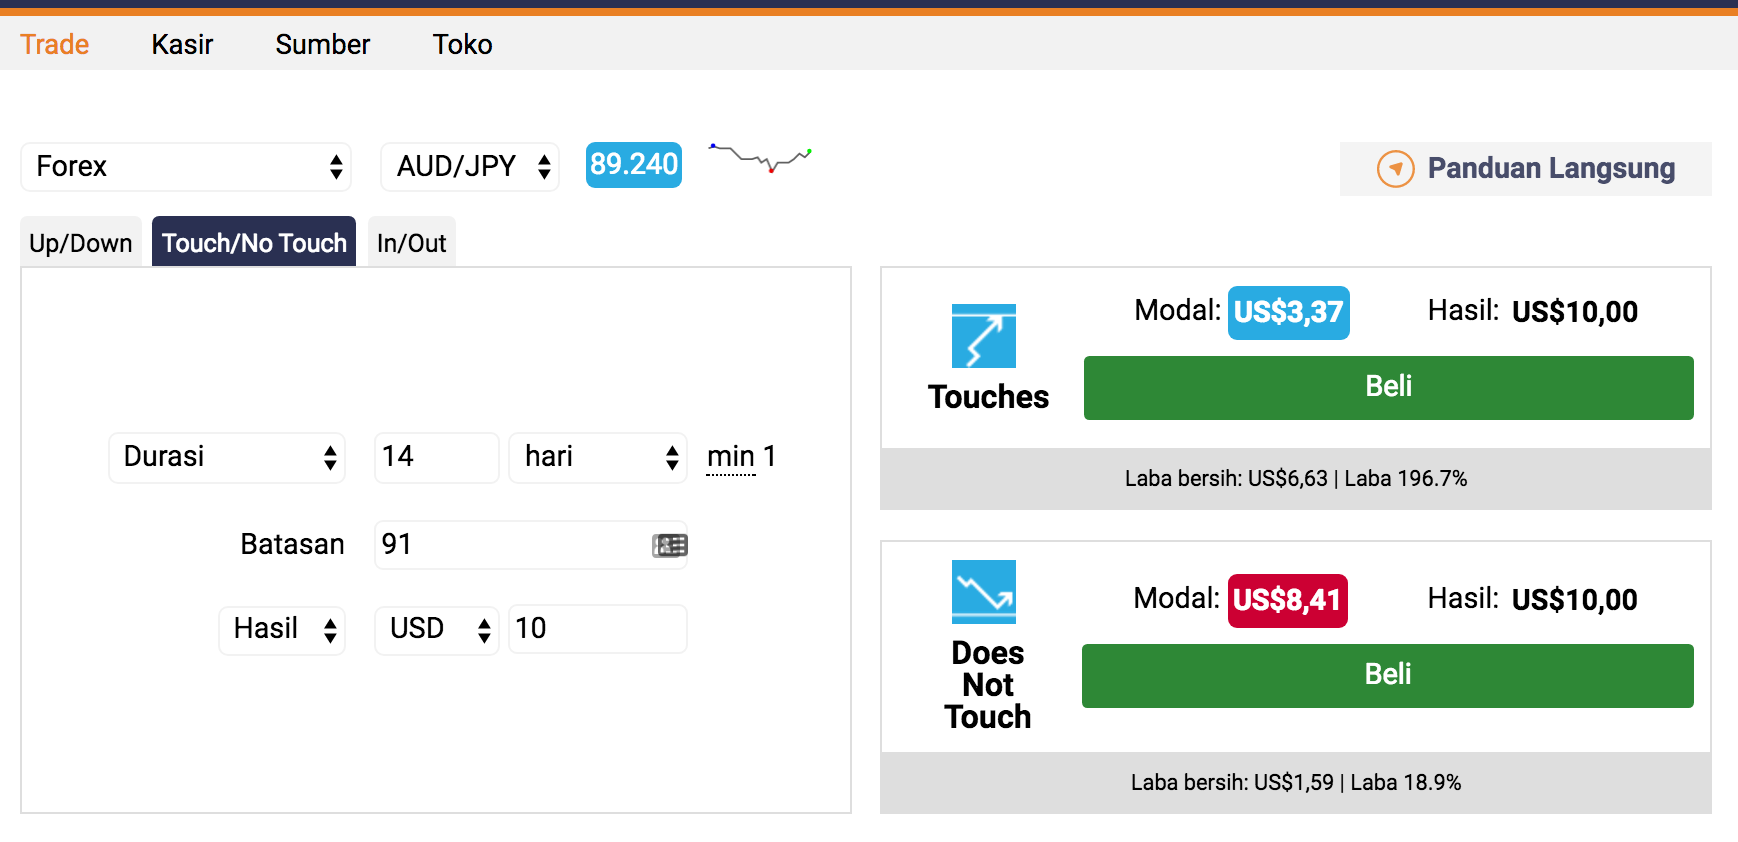 Trade Kasir Sumber Toko
Forex AUD/JPY 89.240 Panduan Langsung
Up/Down Touch/No Touch In/Out
Durasi 14 hari min 1
Batasan 91
Hasil USD 10
Modal: US$3,37 Hasil: US$10,00
Touches
Beli
Laba bersih: US$6,63 | Laba 196.7%
Modal: US$8,41 Hasil: US$10,00
Does
Not
Touch
Beli
Laba bersih: US$1,59 | Laba 18.9%